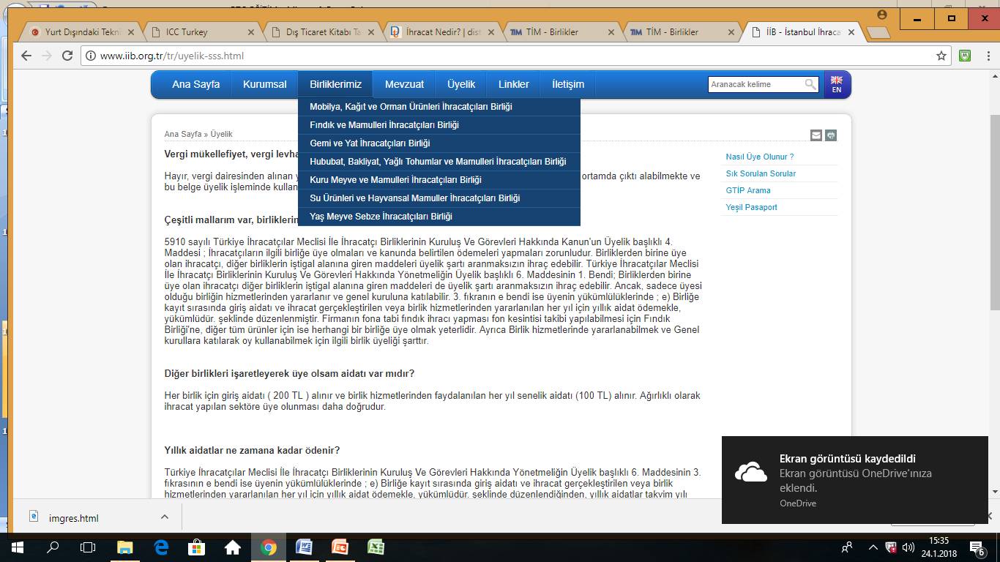 Yurt Dışındaki Tekni
ICC Turkey
Dış Ticaret Kitabı Ta
İhracat Nedir? | dist
TİM - Birlikler
TİM - Birlikler
İİB - İstanbul İhraca
www.iib.org.tr/tr/uyelik-sss.html
Ana Sayfa
Kurumsal
Birliklerimiz
Mevzuat
Üyelik
Linkler
İletişim
Aranacak kelime
EN
Mobilya, Kağıt ve Orman Ürünleri İhracatçıları Birliği
Fındık ve Mamulleri İhracatçıları Birliği
Gemi ve Yat İhracatçıları Birliği
Hububat, Bakliyat, Yağlı Tohumlar ve Mamulleri İhracatçıları Birliği
Kuru Meyve ve Mamulleri İhracatçıları Birliği
Su Ürünleri ve Hayvansal Mamuller İhracatçıları Birliği
Yaş Meyve Sebze İhracatçıları Birliği
Ana Sayfa » Üyelik
Nasıl Üye Olunur ?
Sık Sorulan Sorular
GTİP Arama
Yeşil Pasaport
Vergi mükellefiyet, vergi levha
Hayır, vergi dairesinden alınan y ortamda çıktı alabilmekte ve
bu belge üyelik işleminde kullan
Çeşitli mallarım var, birliklerin
5910 sayılı Türkiye İhracatçılar Meclisi İle İhracatçı Birliklerinin Kuruluş Ve Görevleri Hakkında Kanun'un Üyelik başlıklı 4.
Maddesi ; İhracatçıların ilgili birliğe üye olmaları ve kanunda belirtilen ödemeleri yapmaları zorunludur. Birliklerden birine üye
olan ihracatçı, diğer birliklerin iştigal alanına giren maddeleri üyelik şartı aranmaksızın ihraç edebilir. Türkiye İhracatçılar Meclisi
İle İhracatçı Birliklerinin Kuruluş Ve Görevleri Hakkında Yönetmeliğin Üyelik başlıklı 6. Maddesinin 1. Bendi; Birliklerden birine
üye olan ihracatçı diğer birliklerin iştigal alanına giren maddeleri de üyelik şartı aranmaksızın ihraç edebilir. Ancak, sadece üyesi
olduğu birliğin hizmetlerinden yararlanır ve genel kuruluna katılabilir. 3. fıkranın e bendi ise üyenin yükümlülüklerinde ; e) Birliğe
kayıt sırasında giriş aidatı ve ihracat gerçekleştirilen veya birlik hizmetlerinden yararlanılan her yıl için yıllık aidat ödemekle,
yükümlüdür. şeklinde düzenlenmiştir. Firmanın fona tabi fındık ihracı yapması fon kesintisi takibi yapılabilmesi için Fındık
Birliği'ne, diğer tüm ürünler için ise herhangi bir birliğe üye olmak yeterlidir. Ayrıca Birlik hizmetlerinde yararlanabilmek ve Genel
kurullara katılarak oy kullanabilmek için ilgili birlik üyeliği şarttır.
Diğer birlikleri işaretleyerek üye olsam aidatı var mıdır?
Her birlik için giriş aidatı ( 200 TL ) alınır ve birlik hizmetlerinden faydalanılan her yıl senelik aidatı (100 TL) alınır. Ağırlıklı olarak
ihracat yapılan sektöre üye olunması daha doğrudur.
Yıllık aidatlar ne zamana kadar ödenir?
Türkiye İhracatçılar Meclisi İle İhracatçı Birliklerinin Kuruluş Ve Görevleri Hakkında Yönetmeliğin Üyelik başlıklı 6. Maddesinin 3.
fıkrasının e bendi ise üyenin yükümlülüklerinde ; e) Birliğe kayıt sırasında giriş aidatı ve ihracat gerçekleştirilen veya birlik
hizmetlerinden yararlanılan her yıl için yıllık aidat ödemekle, yükümlüdür. şeklinde düzenlendiğinden, yıllık aidatlar takvim yılı
Ekran görüntüsü kaydedildi
Ekran görüntüsü OneDrive'ınıza
eklendi.
OneDrive
imgres.html
15:35
24.1.2018
6